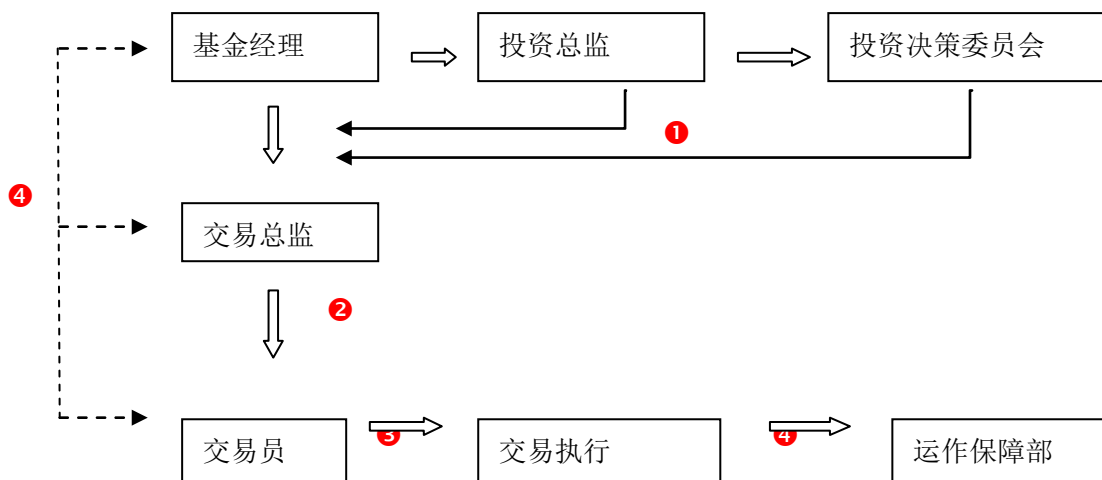 基金经理
投资总监
投资决策委员会
❶
❹
交易总监
❷
交易员
❸
交易执行
❹
运作保障部